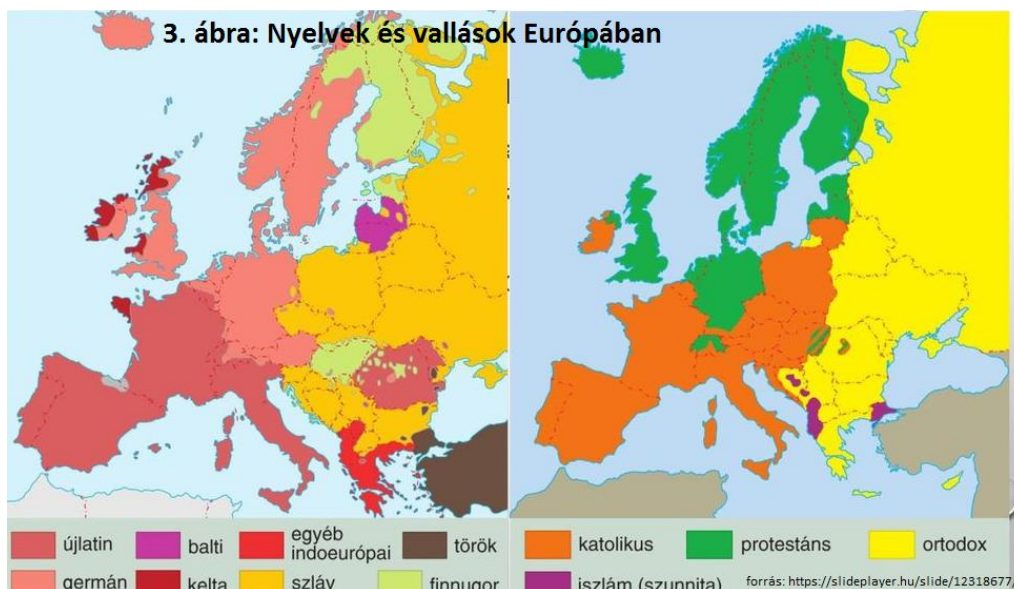 3. ábra: Nyelvek és vallások Európában
újlatin
balti
egyéb
indoeurópai
török
germán
kelta
szláv
finnugor
katolikus
protestáns
ortodox
iszlám (szunnita)
forrás: https://slideplayer.hu/slide/12318677/